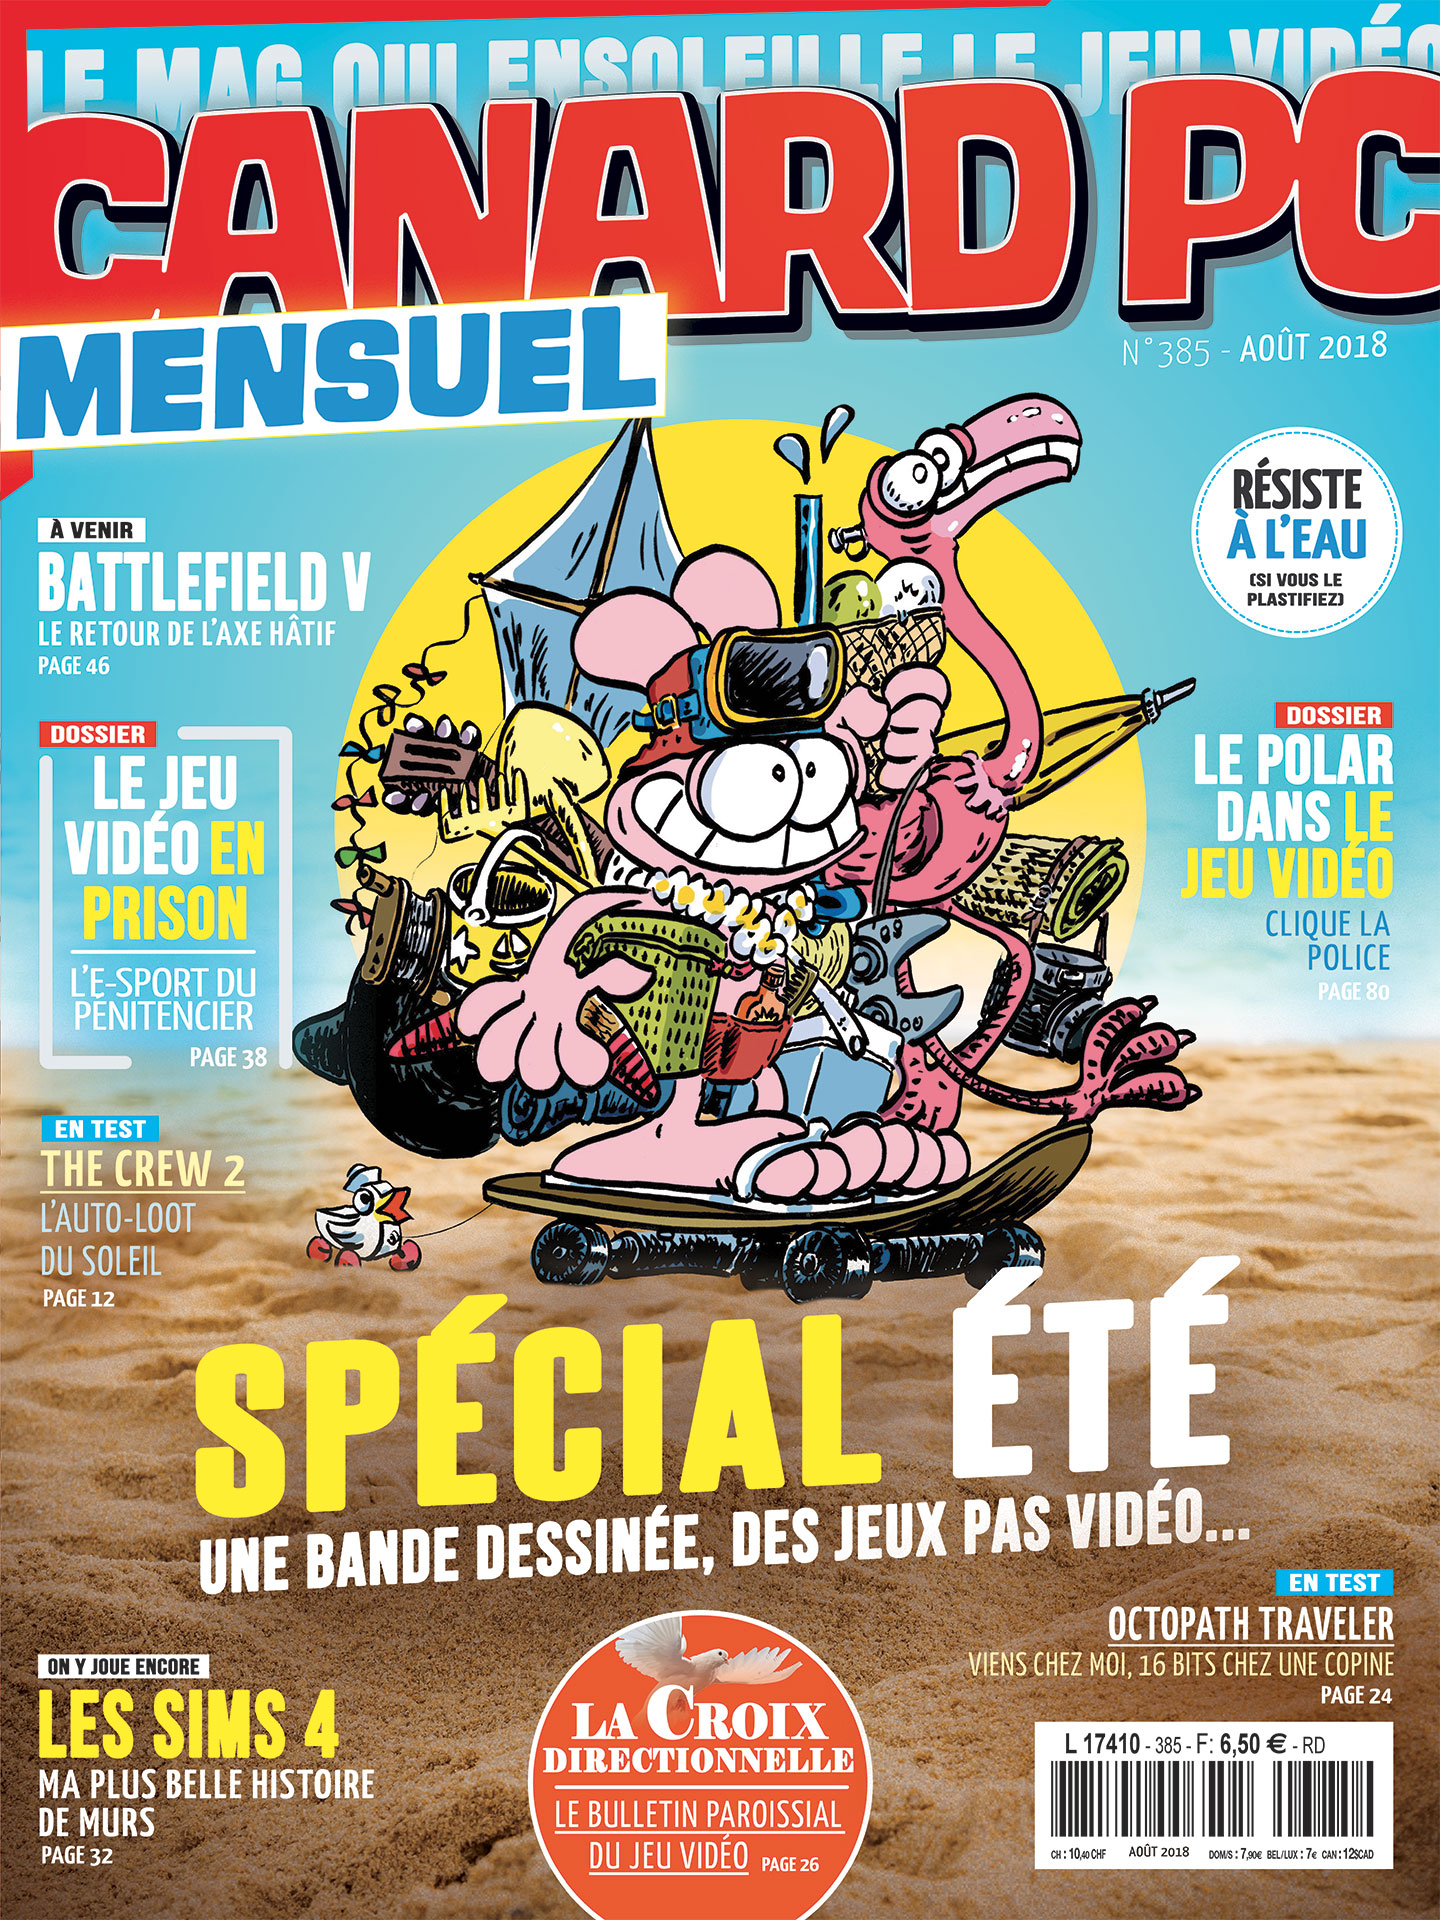 LE MAG QUI ENSOLEILLE LE JEU VIDÉO
CANARD PC
MENSUEL
N°385 - AOÛT 2018
RÉSISTE
À L'EAU
(SI VOUS LE
PLASTIFIEZ)
À VENIR
BATTLEFIELD V
LE RETOUR DE L'AXE HÂTIF
PAGE 46
DOSSIER
LE JEU
VIDÉO EN
PRISON
L'E-SPORT DU
PÉNITENCIER
PAGE 38
DOSSIER
LE POLAR
DANS LE
JEU VIDÉO
CLIQUE LA
POLICE
PAGE 80
EN TEST
THE CREW 2
L'AUTO-LOOT
DU SOLEIL
PAGE 12
SPÉCIAL ÉTÉ
UNE BANDE DESSINÉE, DES JEUX PAS VIDÉO...
EN TEST
OCTOPATH TRAVELER
VIENS CHEZ MOI, 16 BITS CHEZ UNE COPINE
PAGE 24
ON Y JOUE ENCORE
LES SIMS 4
MA PLUS BELLE HISTOIRE
DE MURS
PAGE 32
LA CROIX
DIRECTIONNELLE
LE BULLETIN PAROISSIAL
DU JEU VIDÉO PAGE 26
L 17410 - 385 - F: 6,50 € - RD
CH : 10,40 CHF AOÛT 2018 DOM/S : 7,90€ BEL/LUX : 7€ CAN : 12$CAD